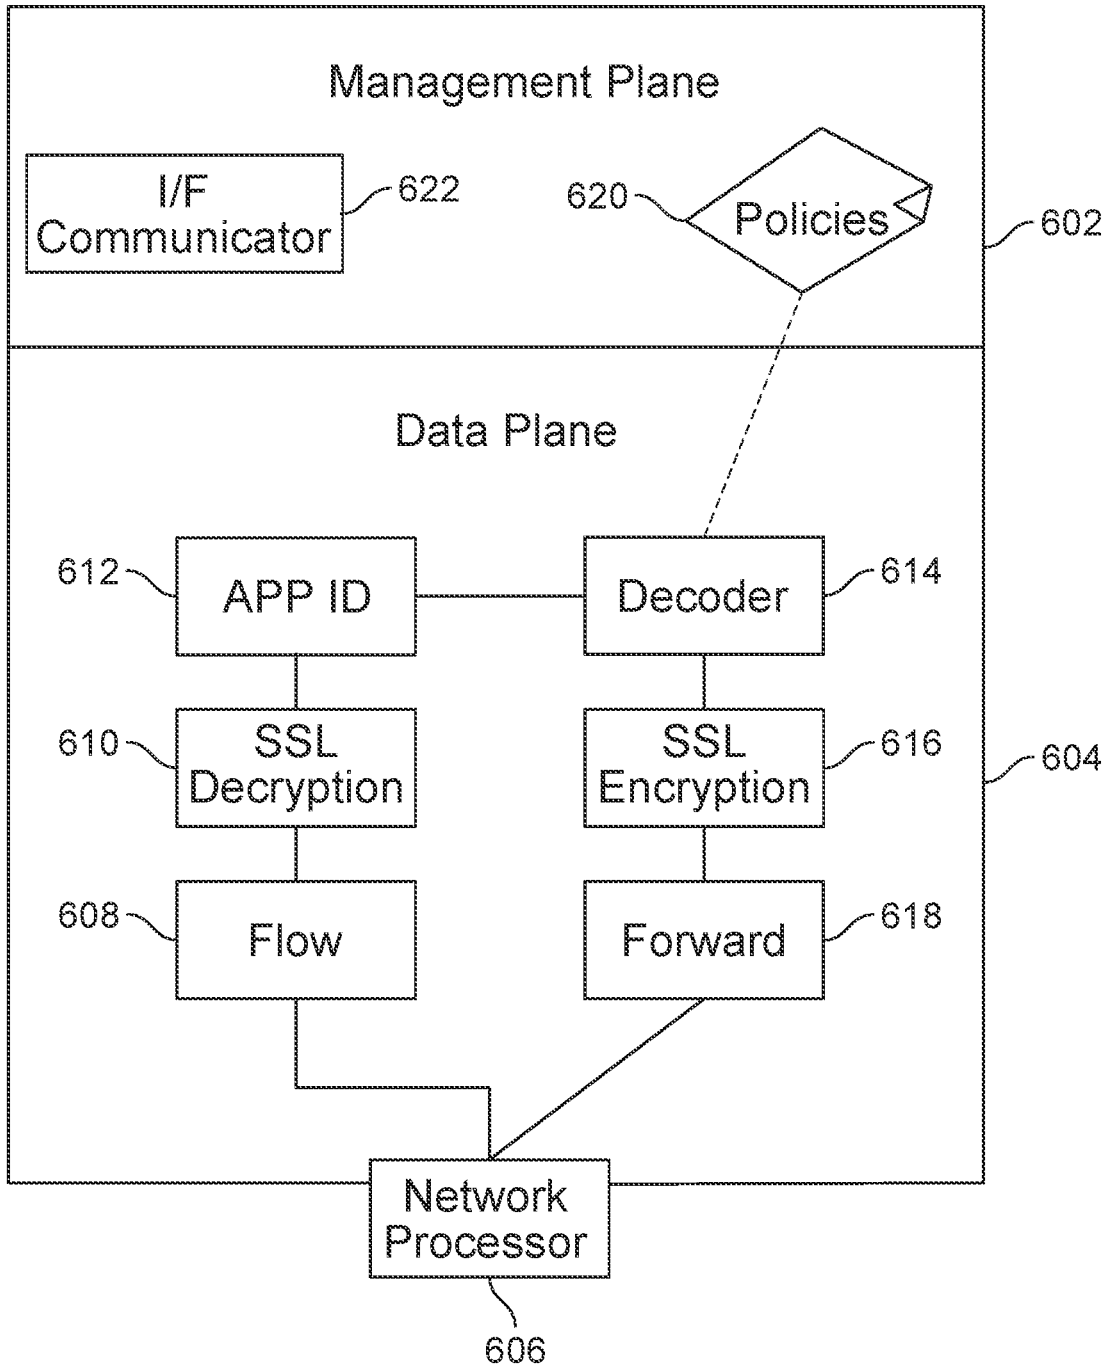 Management Plane
I/F
Communicator
622
620
Policies
602
Data Plane
612
APP ID
Decoder
614
610
SSL
Decryption
SSL
Encryption
616
604
608
Flow
Forward
618
Network
Processor
606